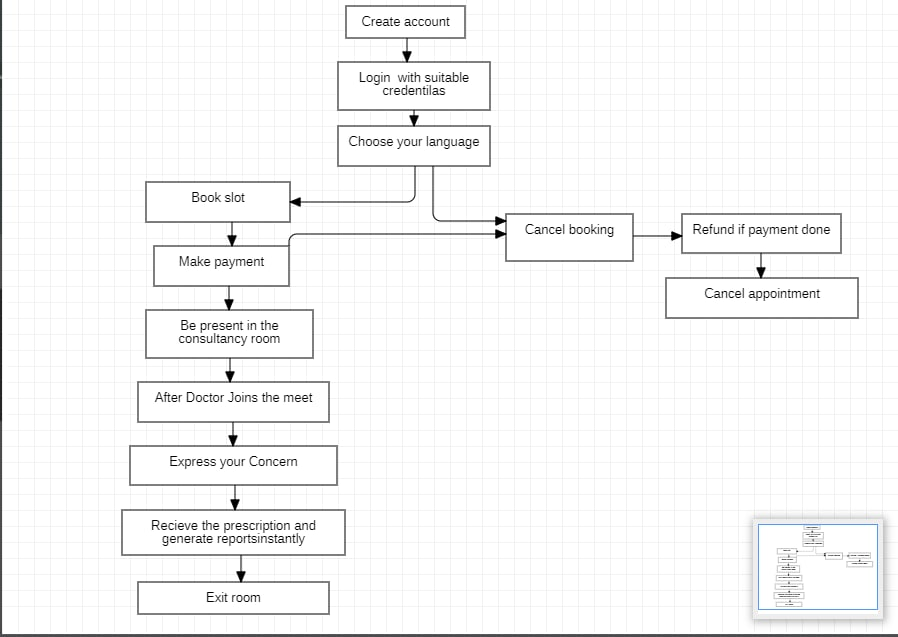 Create account
Login  with suitable
credentilas
Choose your language
Book slot
Make payment
Cancel booking
Refund if payment done
Cancel appointment
Be present in the
consultancy room
After Doctor Joins the meet
Express your Concern
Recieve the prescription and
generate reportsinstantly
Exit room